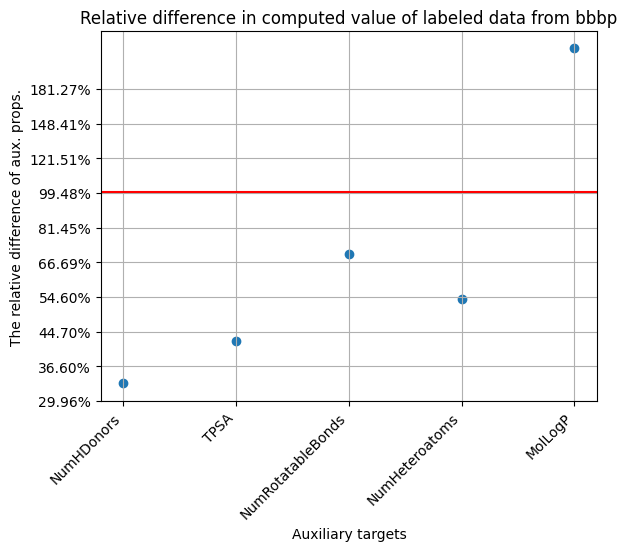 Relative difference in computed value of labeled data from bbbp
The relative difference of aux. props.
181.27%
148.41%
121.51%
99.48%
81.45%
66.69%
54.60%
44.70%
36.60%
29.96%
NumHDonors
TPSA
NumRotatableBonds
NumHeteroatoms
MolLogP
Auxiliary targets